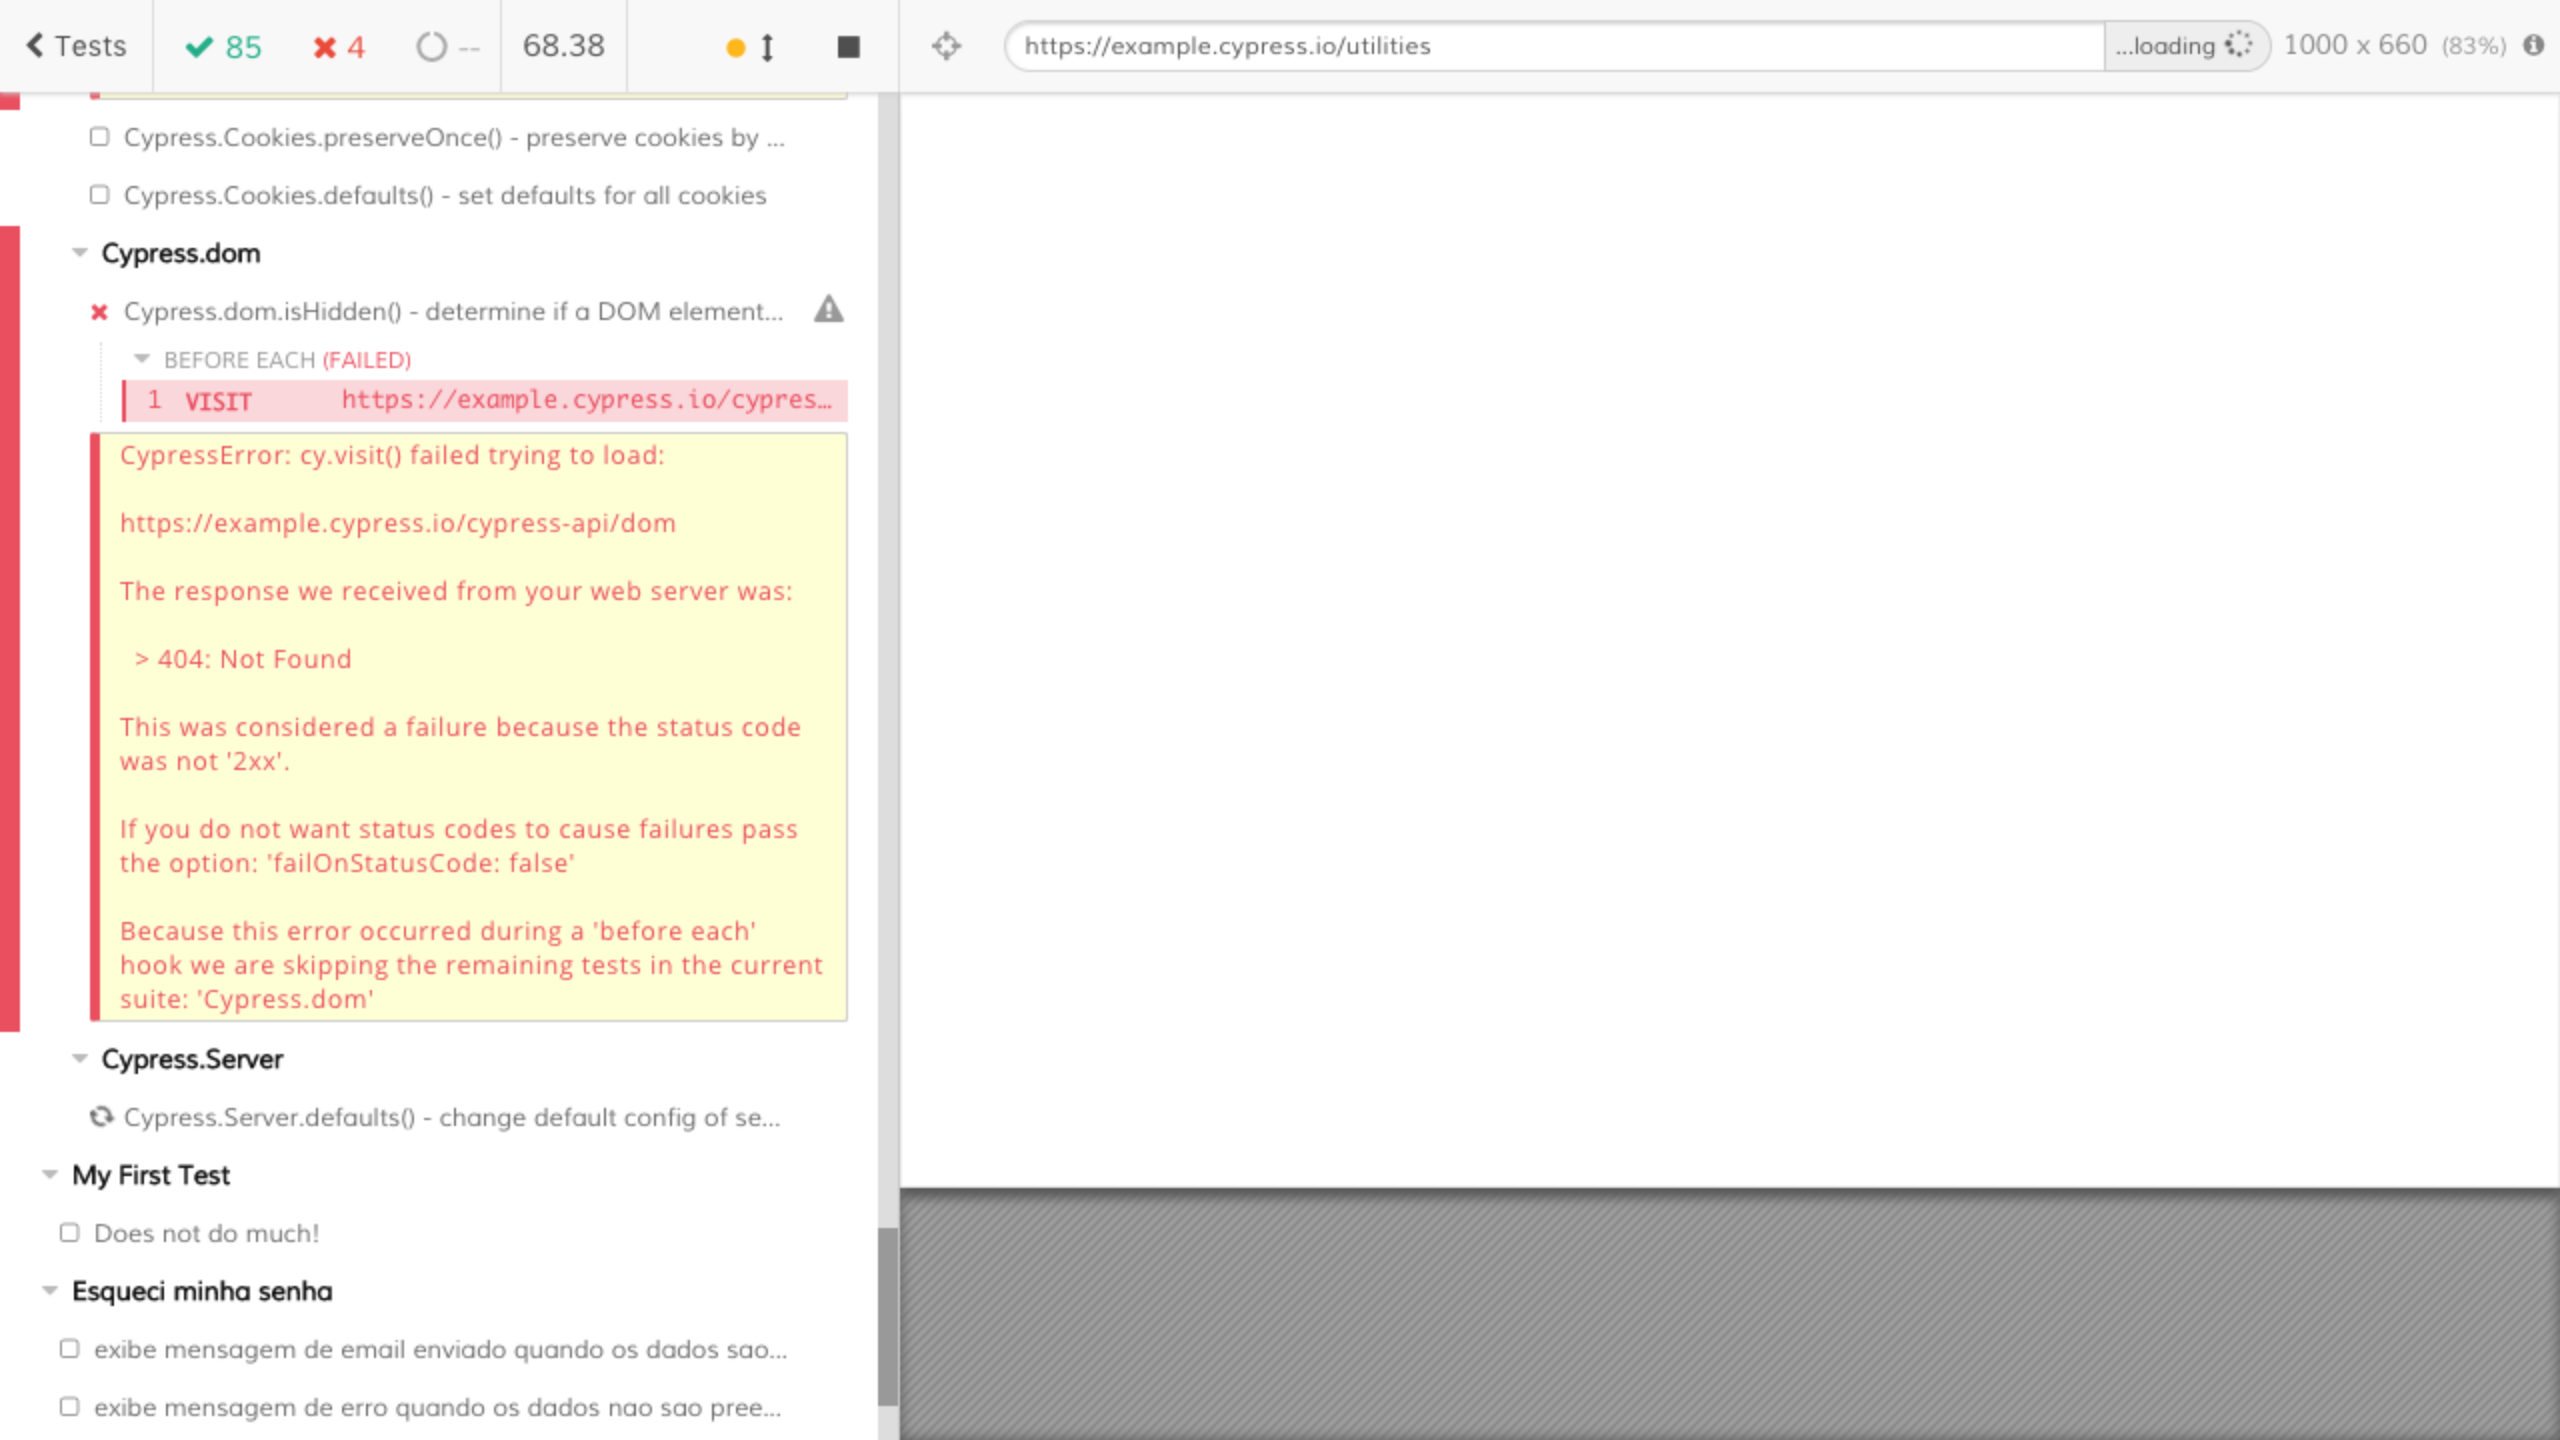 Tests
85
4
--
68.38
https://example.cypress.io/utilities
...loading
1000 x 660 (83%)
Cypress.Cookies.preserveOnce() - preserve cookies by ...
Cypress.Cookies.defaults() - set defaults for all cookies
Cypress.dom
Cypress.dom.isHidden() - determine if a DOM element...
BEFORE EACH (FAILED)
1 VISIT https://example.cypress.io/cypres…
CypressError: cy.visit() failed trying to load:
https://example.cypress.io/cypress-api/dom
The response we received from your web server was:
> 404: Not Found
This was considered a failure because the status code
was not '2xx'.
If you do not want status codes to cause failures pass
the option: 'failOnStatusCode: false'
Because this error occurred during a 'before each'
hook we are skipping the remaining tests in the current
suite: 'Cypress.dom'
Cypress.Server
Cypress.Server.defaults() - change default config of se...
My First Test
Does not do much!
Esqueci minha senha
exibe mensagem de email enviado quando os dados sao...
exibe mensagem de erro quando os dados nao sao pree...